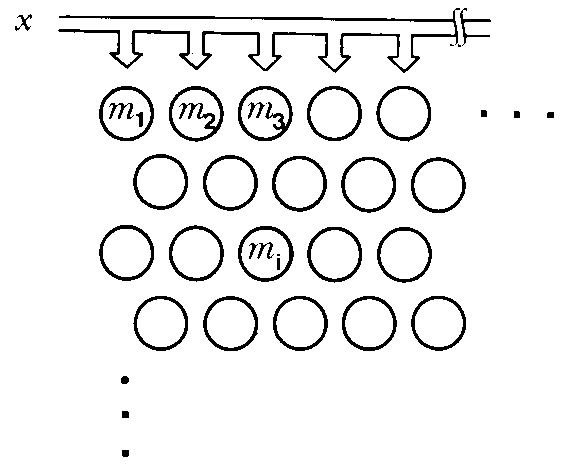 x
m₁ m₂ m₃ . . .
mᵢ